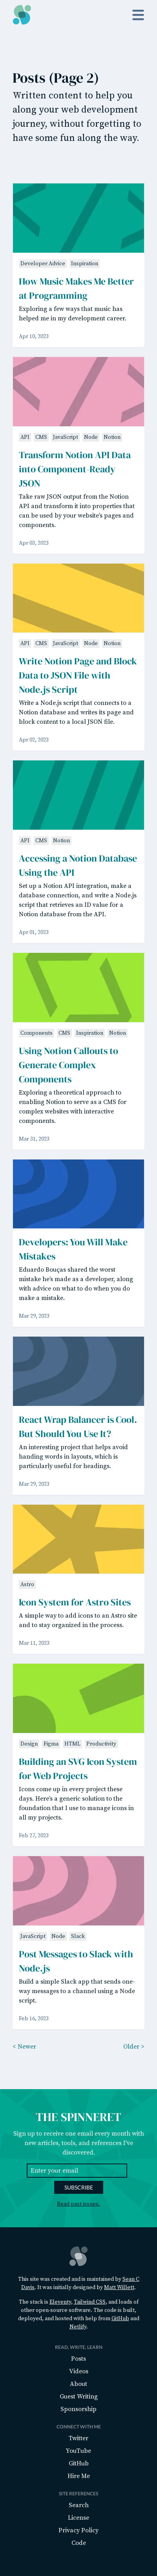 Posts (Page 2)
Written content to help you
along your web development
journey, without forgetting to
have some fun along the way.
Developer Advice Inspiration
How Music Makes Me Better
at Programming
Exploring a few ways that music has
helped me in my development career.
Apr 10, 2023
API CMS JavaScript Node Notion
Transform Notion API Data
into Component-Ready
JSON
Take raw JSON output from the Notion
API and transform it into properties that
can be used by your website's pages and
components.
Apr 03, 2023
API CMS JavaScript Node Notion
Write Notion Page and Block
Data to JSON File with
Node.js Script
Write a Node.js script that connects to a
Notion database and writes its page and
block content to a local JSON file.
Apr 02, 2023
API CMS Notion
Accessing a Notion Database
Using the API
Set up a Notion API integration, make a
database connection, and write a Node.js
script that retrieves an ID value for a
Notion database from the API.
Apr 01, 2023
Components CMS Inspiration Notion
Using Notion Callouts to
Generate Complex
Components
Exploring a theoretical approach to
enabling Notion to serve as a CMS for
complex websites with interactive
components.
Mar 31, 2023
Developers: You Will Make
Mistakes
Eduardo Bouças shared the worst
mistake he's made as a developer, along
with advice on what to do when you do
make a mistake.
Mar 29, 2023
React Wrap Balancer is Cool.
But Should You Use It?
An interesting project that helps avoid
handing words in layouts, which is
particularly useful for headings.
Mar 29, 2023
Astro
Icon System for Astro Sites
A simple way to add icons to an Astro site
and to stay organized in the process.
Mar 11, 2023
Design Figma HTML Productivity
Building an SVG Icon System
for Web Projects
Icons come up in every project these
days. Here's a generic solution to the
foundation that I use to manage icons in
all my projects.
Feb 27, 2023
JavaScript Node Slack
Post Messages to Slack with
Node.js
Build a simple Slack app that sends one-
way messages to a channel using a Node
script.
Feb 16, 2023
< Newer Older >
THE SPINNERET
Sign up to receive one email every month with
new articles, tools, and references I've
discovered.
Enter your email
SUBSCRIBE
Read past issues.
This site was created and is maintained by Sean C
Davis. It was initially designed by Matt Willett.
The stack is Eleventy, Tailwind CSS, and loads of
other open-source software. The code is built,
deployed, and hosted with help from GitHub and
Netlify.
READ, WRITE, LEARN
Posts
Videos
About
Guest Writing
Sponsorship
CONNECT WITH ME
Twitter
YouTube
GitHub
Hire Me
SITE REFERENCES
Search
License
Privacy Policy
Code